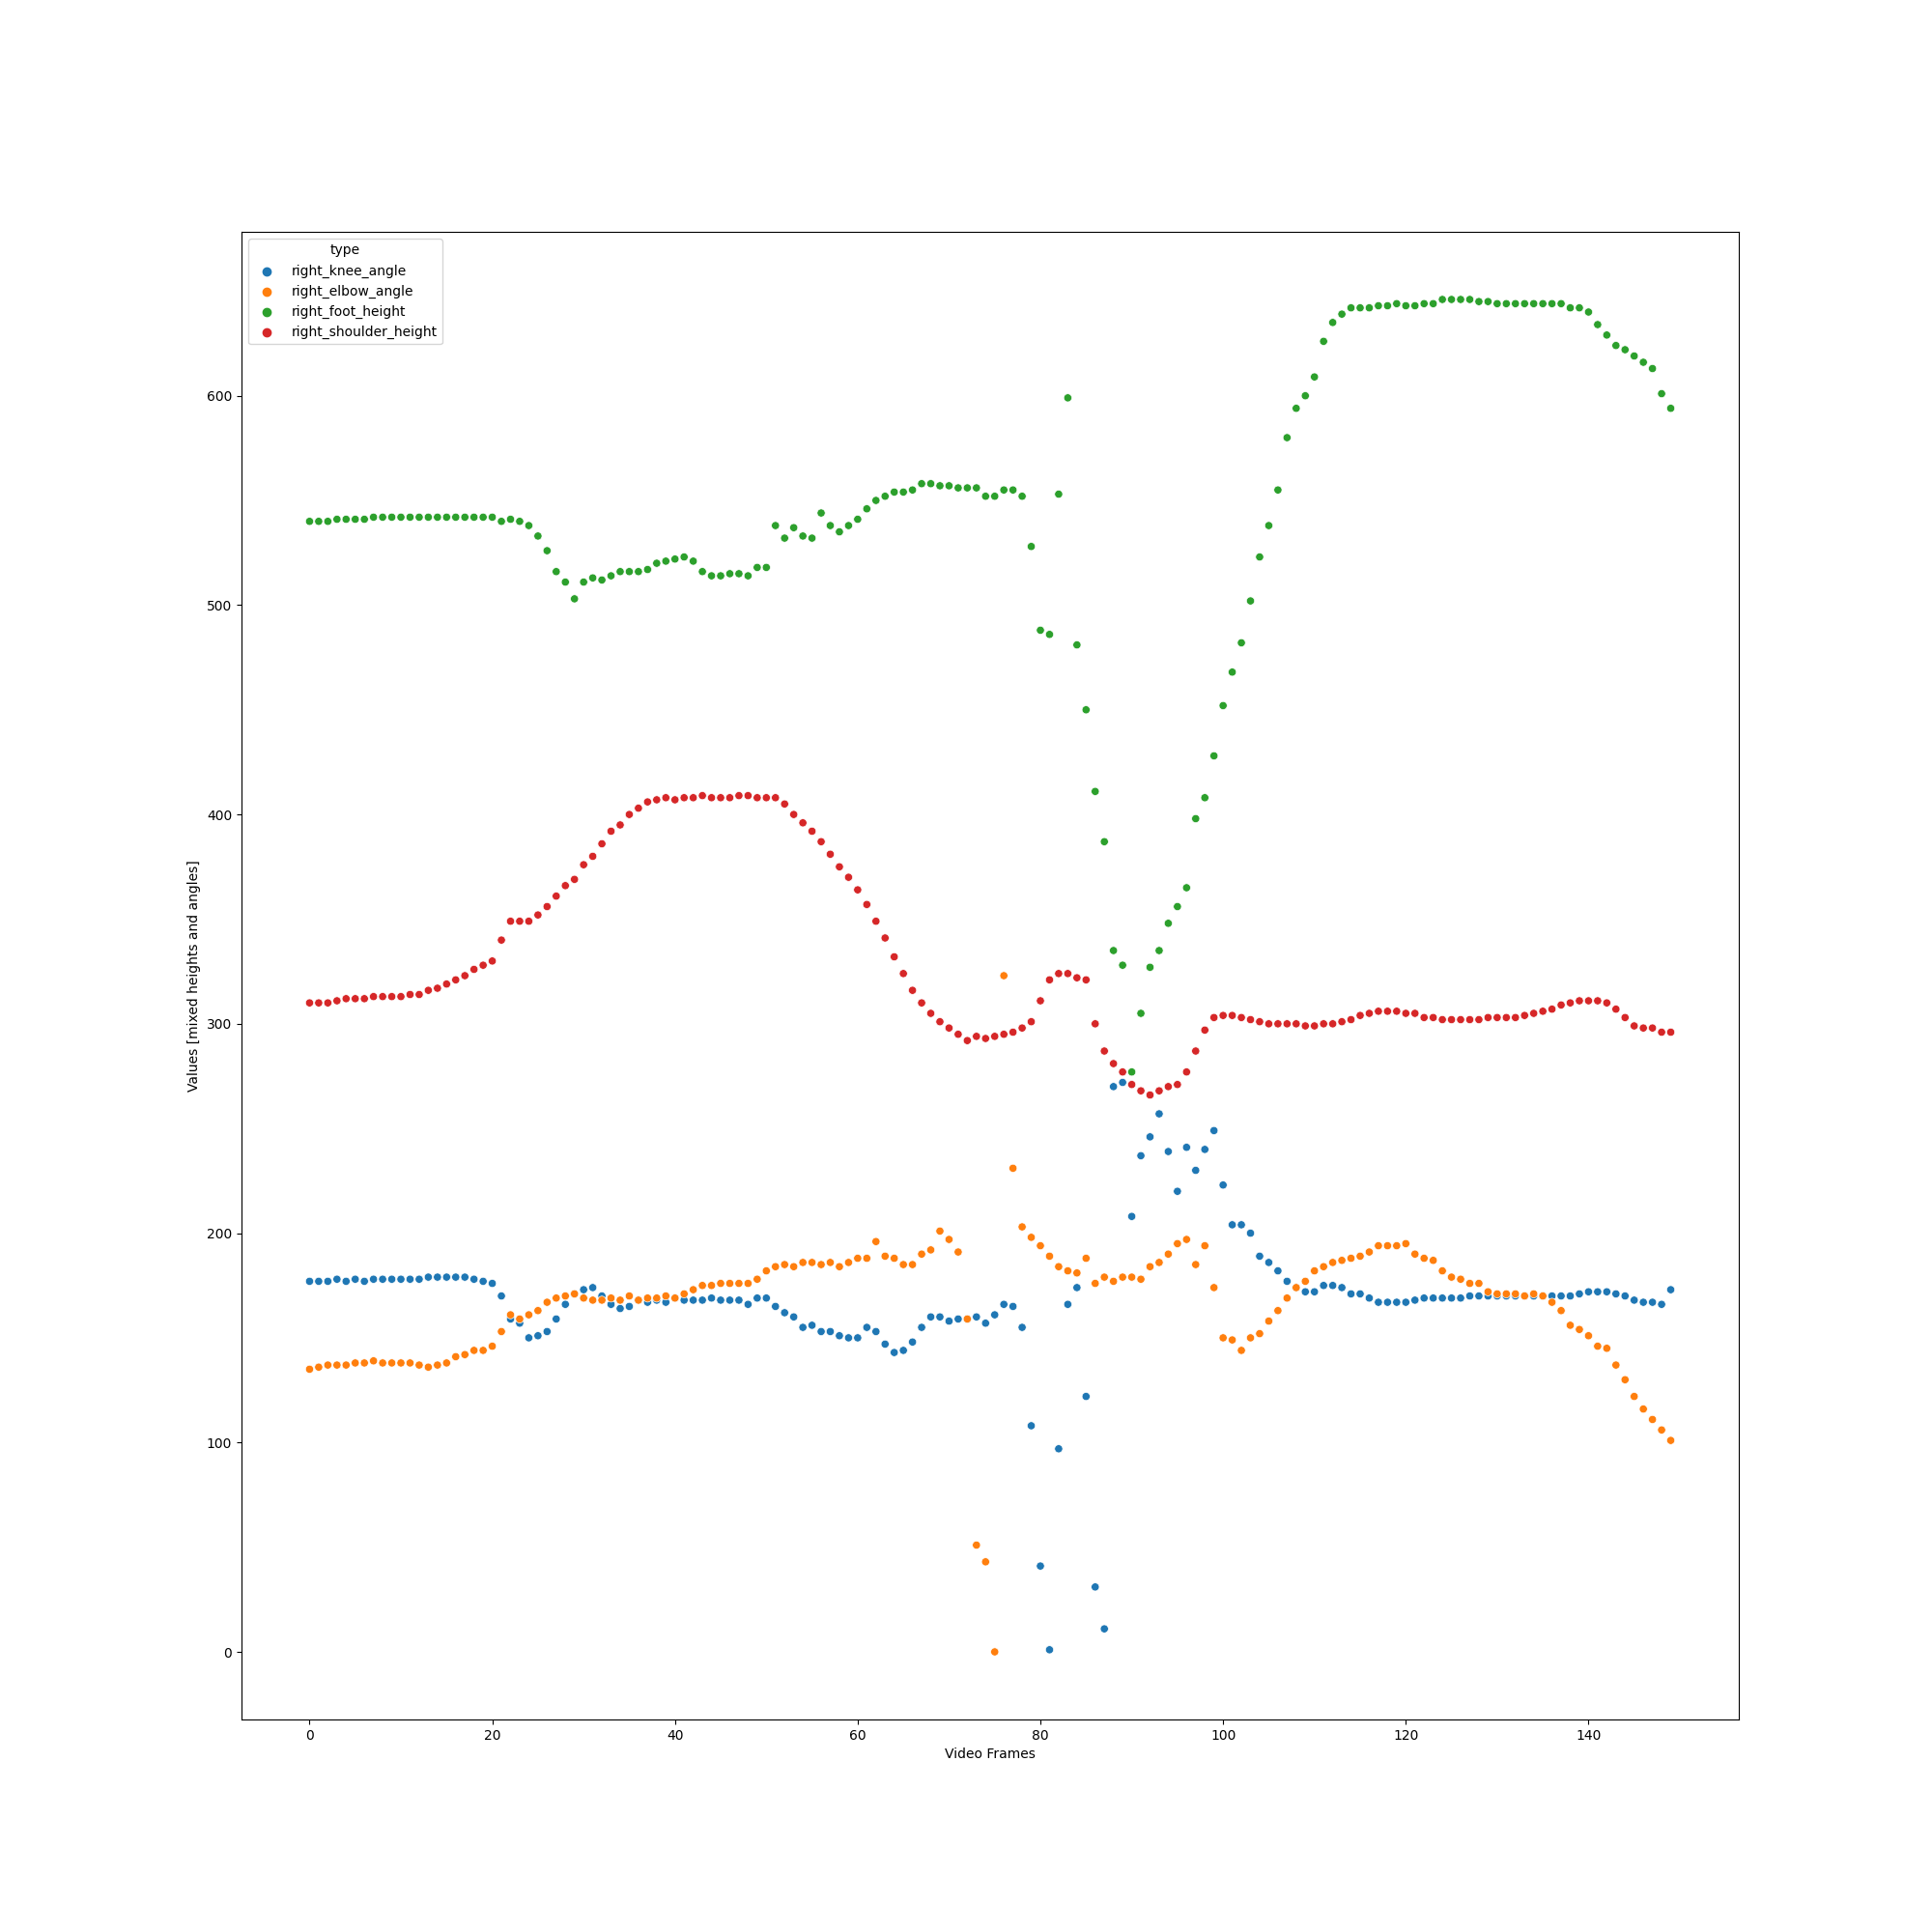 type
right_knee_angle
right_elbow_angle
right_foot_height
right_shoulder_height
Values [mixed heights and angles]
600
500
400
300
200
100
0
0 20 40 60 80 100 120 140
Video Frames